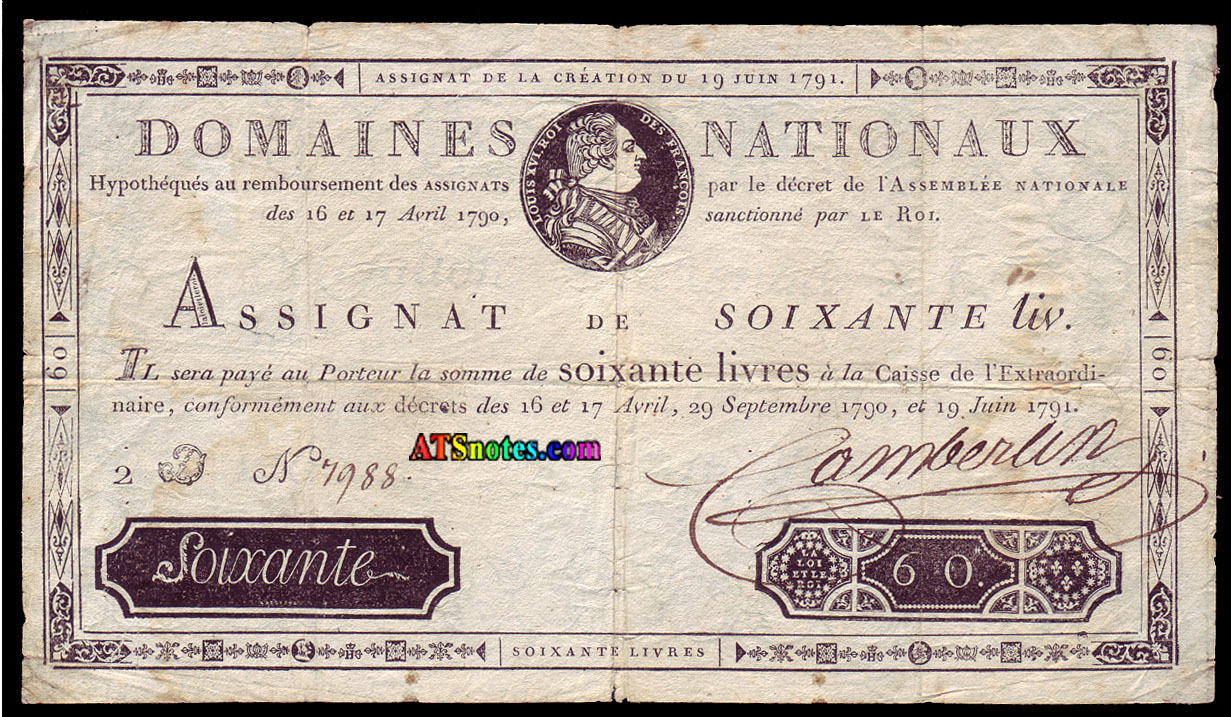 ASSIGNAT DE LA CRÉATION DU 19 JUIN 1791.
DOMAINES NATIONAUX
LOUIS XVI ROI DES FRANÇOIS
Hypothéqués au remboursement des ASSIGNATS par le décret de l'ASSEMBLÉE NATIONALE
des 16 et 17 Avril 1790, sanctionné par LE ROI.
ASSIGNAT DE SOIXANTE liv.
IL sera payé au Porteur la somme de soixante livres à la Caisse de l'Extraordi-
naire, conformément aux décrets des 16 et 17 Avril, 29 Septembre 1790, et 19 Juin 1791.
60
60
ATSnotes.com
2 D N 7988.
Camberlin
Soixante
LA LOI
ET LE
ROI
60.
SOIXANTE LIVRES